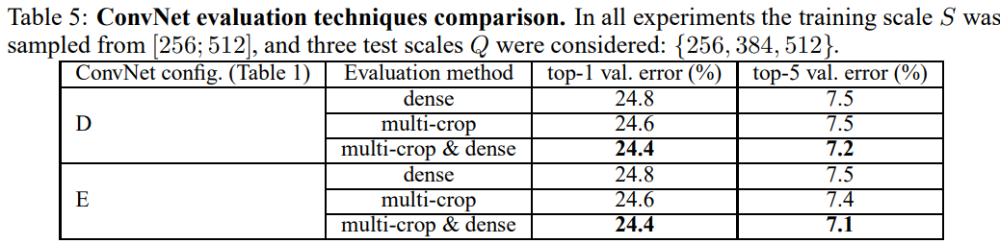 Table 5: ConvNet evaluation techniques comparison. In all experiments the training scale S was
sampled from [256; 512], and three test scales Q were considered: {256, 384, 512}.
ConvNet config. (Table 1) Evaluation method top-1 val. error (%) top-5 val. error (%)
dense 24.8 7.5
D multi-crop 24.6 7.5
multi-crop & dense 24.4 7.2
dense 24.8 7.5
E multi-crop 24.6 7.4
multi-crop & dense 24.4 7.1